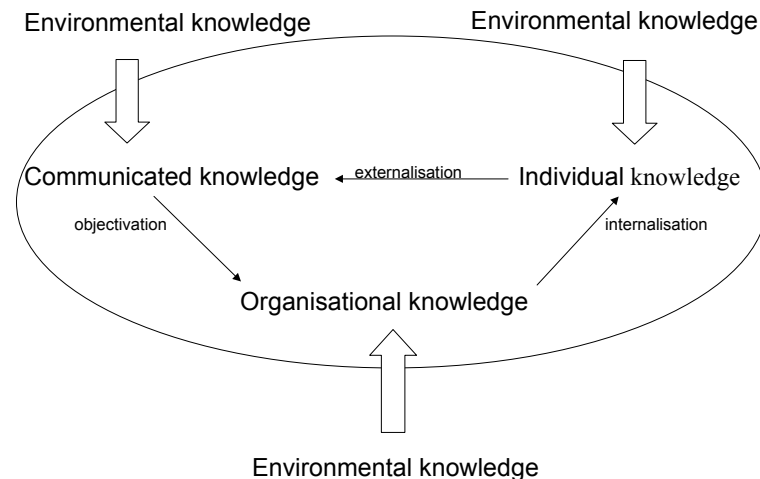 Environmental knowledge
Environmental knowledge
Communicated knowledge
externalisation
Individual knowledge
objectivation
internalisation
Organisational knowledge
Environmental knowledge